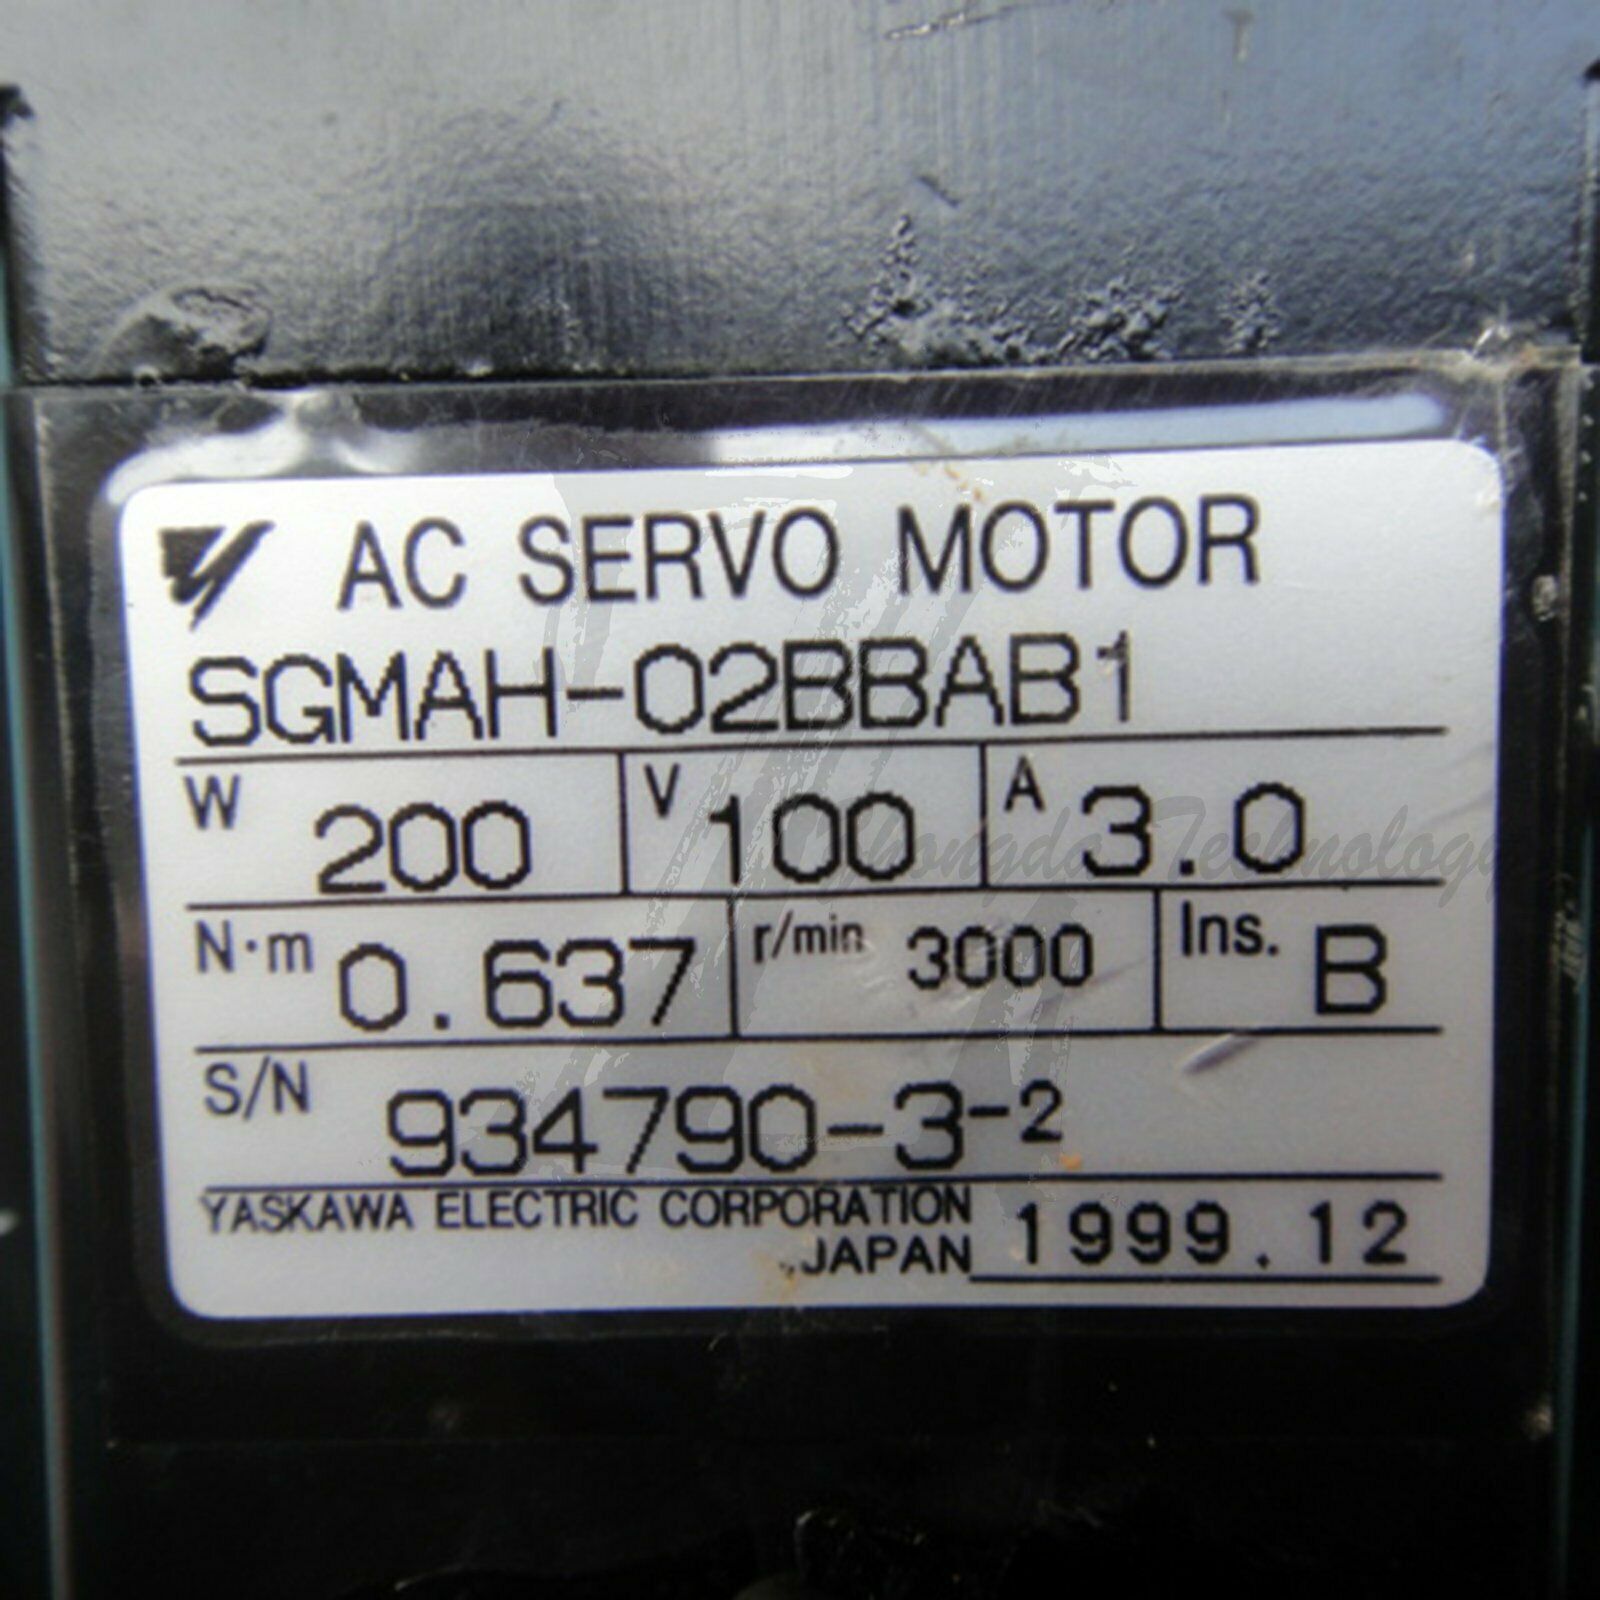 AC SERVO MOTOR
SGMAH-02BBAB1
W 200 V 100 A 3.0
N·m 0.637 r/min 3000 Ins. B
S/N 934790-3-2
YASKAWA ELECTRIC CORPORATION
JAPAN 1999.12
Technology